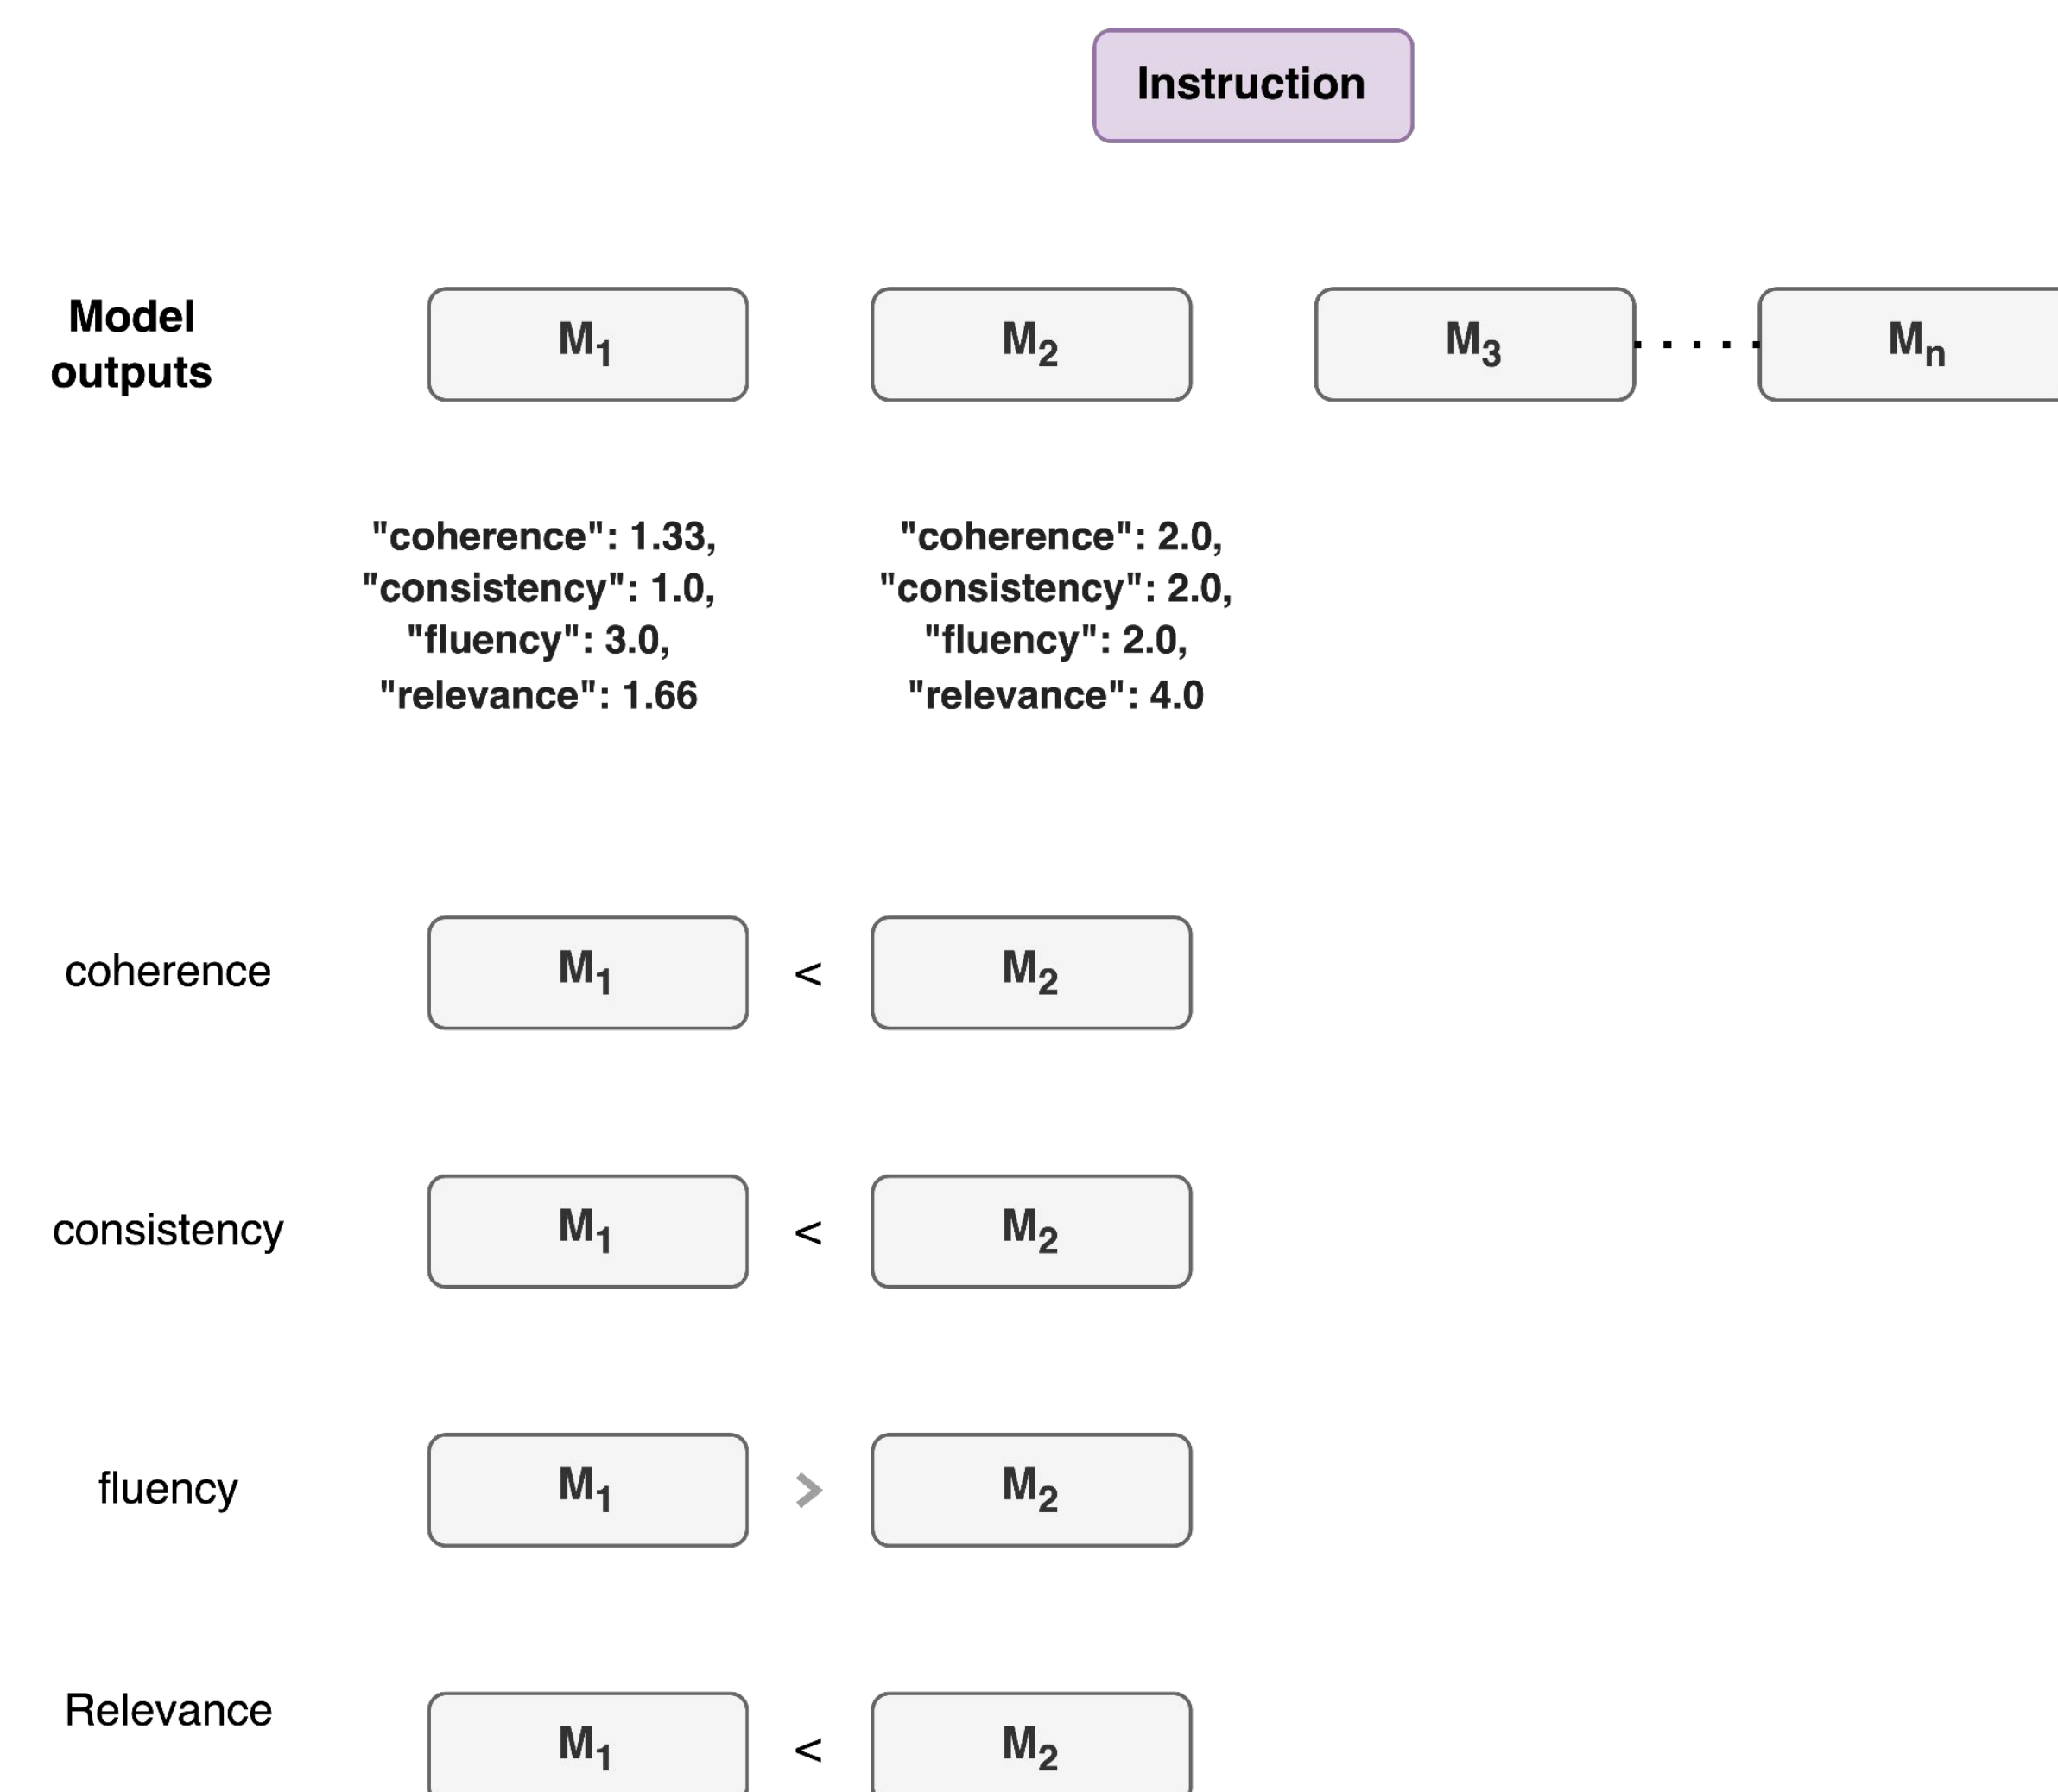 Instruction
Model
outputs
M₁
M₂
M₃
.....
Mₙ
"coherence": 1.33,
"consistency": 1.0,
"fluency": 3.0,
"relevance": 1.66
"coherence": 2.0,
"consistency": 2.0,
"fluency": 2.0,
"relevance": 4.0
coherence
M₁ < M₂
consistency
M₁ < M₂
fluency
M₁ > M₂
Relevance
M₁ < M₂